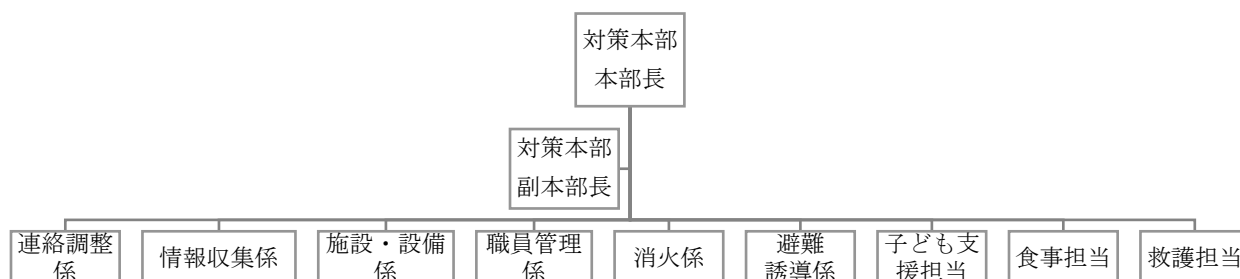 対策本部
本部長
対策本部
副本部長
連絡調整
係
情報収集係
施設・設備
係
職員管理
係
消火係
避難
誘導係
子ども支
援担当
食事担当
救護担当